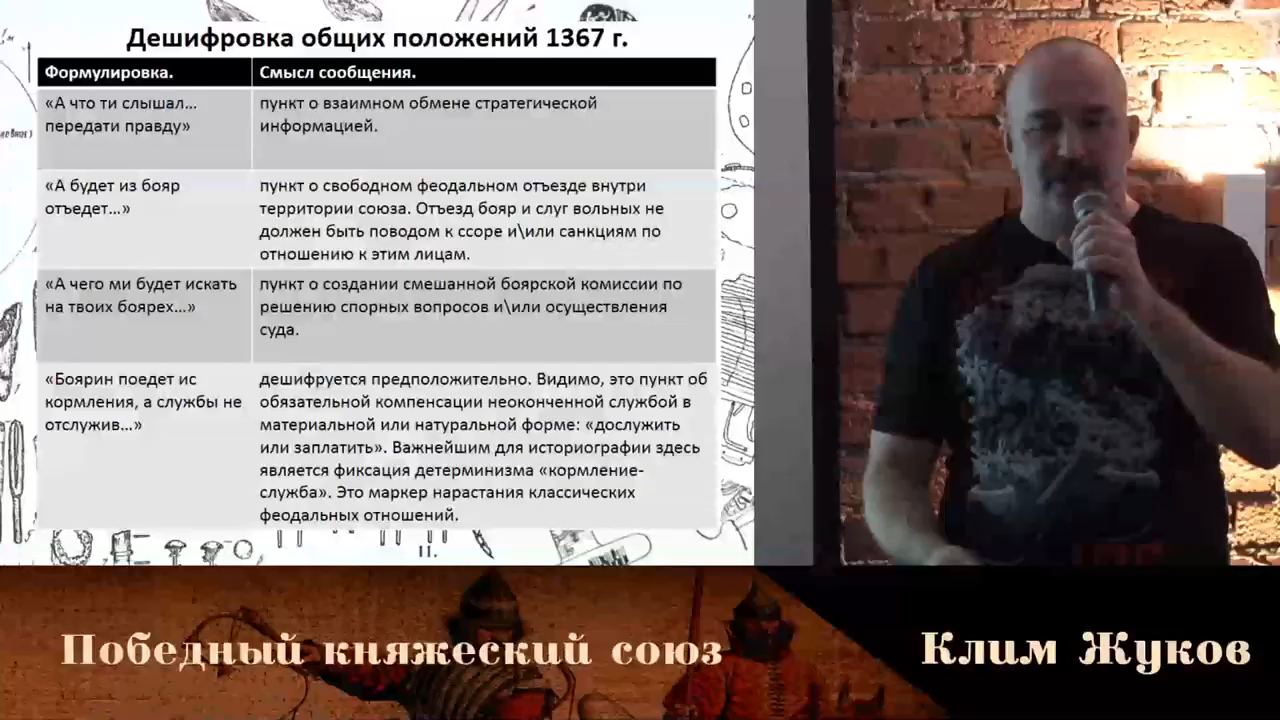 Дешифровка общих положений 1367 г.
Формулировка.
Смысл сообщения.
«А что ти слышал…
передати правду»
пункт о взаимном обмене стратегической
информацией.
«А будет из бояр
отъедет…»
пункт о свободном феодальном отъезде внутри
территории союза. Отъезд бояр и слуг вольных не
должен быть поводом к ссоре и\или санкциям по
отношению к этим лицам.
«А чего ми будет искать
на твоих боярех…»
пункт о создании смешанной боярской комиссии по
решению спорных вопросов и\или осуществления
суда.
«Боярин поедет ис
кормления, а службы не
отслужив…»
дешифруется предположительно. Видимо, это пункт об
обязательной компенсации неоконченной службой в
материальной или натуральной форме: «дослужить
или заплатить». Важнейшим для историографии здесь
является фиксация детерминизма «кормление-
служба». Это маркер нарастания классических
феодальных отношений.
II.
Победный княжеский союз
Клим Жуков